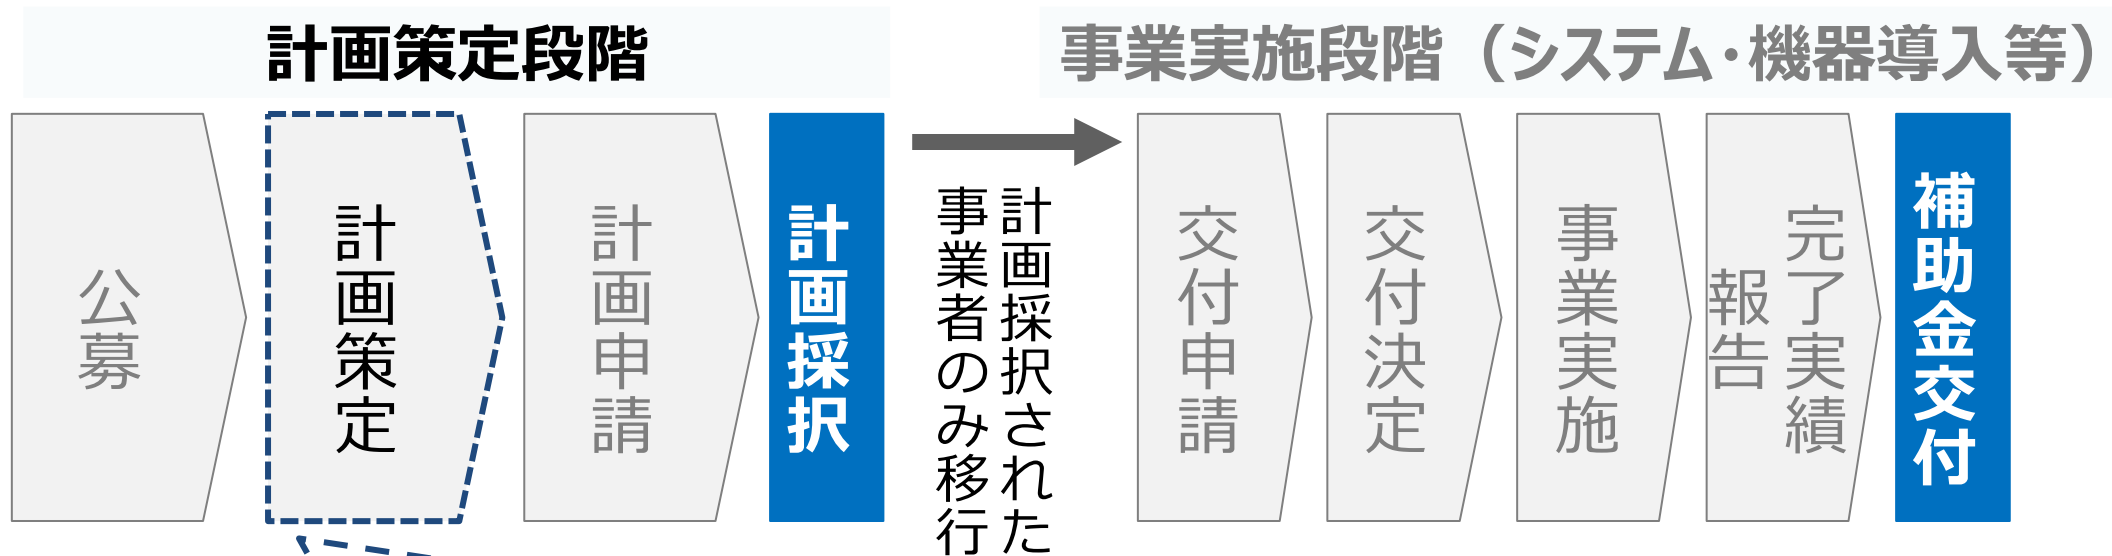 計画策定段階
事業実施段階（システム・機器導入等）
公募
計画策定
計画申請
計画採択
計画採択された
事業者のみ移行
交付申請
交付決定
事業実施
完了実績
報告
補助金交付